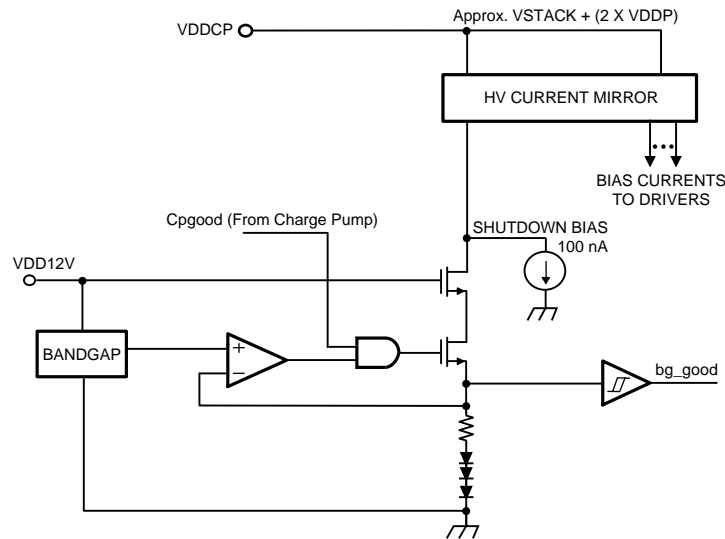 Approx. VSTACK + (2 X VDDP)
VDDCP
HV CURRENT MIRROR
BIAS CURRENTS
TO DRIVERS
Cpgood (From Charge Pump)
SHUTDOWN BIAS
100 nA
VDD12V
BANDGAP
+
−
bg_good